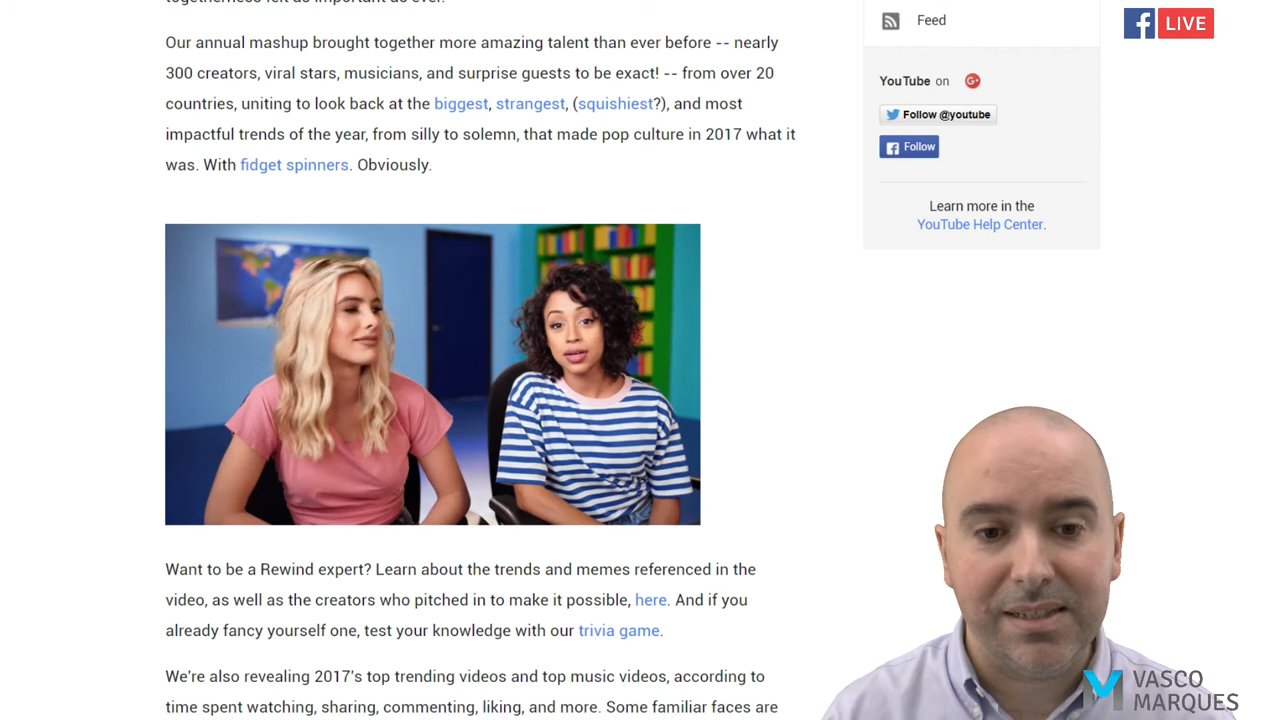 togetherness felt as important as ever.
Our annual mashup brought together more amazing talent than ever before -- nearly
300 creators, viral stars, musicians, and surprise guests to be exact! -- from over 20
countries, uniting to look back at the biggest, strangest, (squishiest?), and most
impactful trends of the year, from silly to solemn, that made pop culture in 2017 what it
was. With fidget spinners. Obviously.
Want to be a Rewind expert? Learn about the trends and memes referenced in the
video, as well as the creators who pitched in to make it possible, here. And if you
already fancy yourself one, test your knowledge with our trivia game.
We're also revealing 2017's top trending videos and top music videos, according to
time spent watching, sharing, commenting, liking, and more. Some familiar faces are
Feed
YouTube on
Follow @youtube
Follow
Learn more in the
YouTube Help Center.
LIVE
VASCO
MARQUES